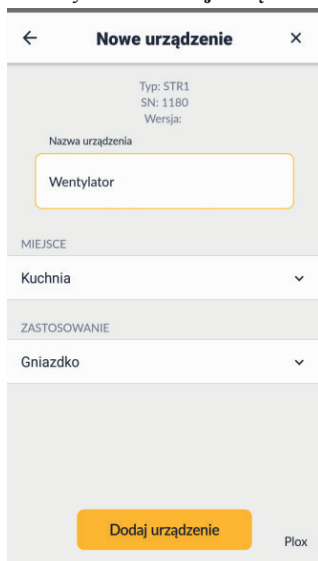 Nowe urządzenie
Typ: STR1
SN: 1180
Wersja:
Nazwa urządzenia
Wentylator
MIEJSCE
Kuchnia
ZASTOSOWANIE
Gniazdko
Dodaj urządzenie
Plox